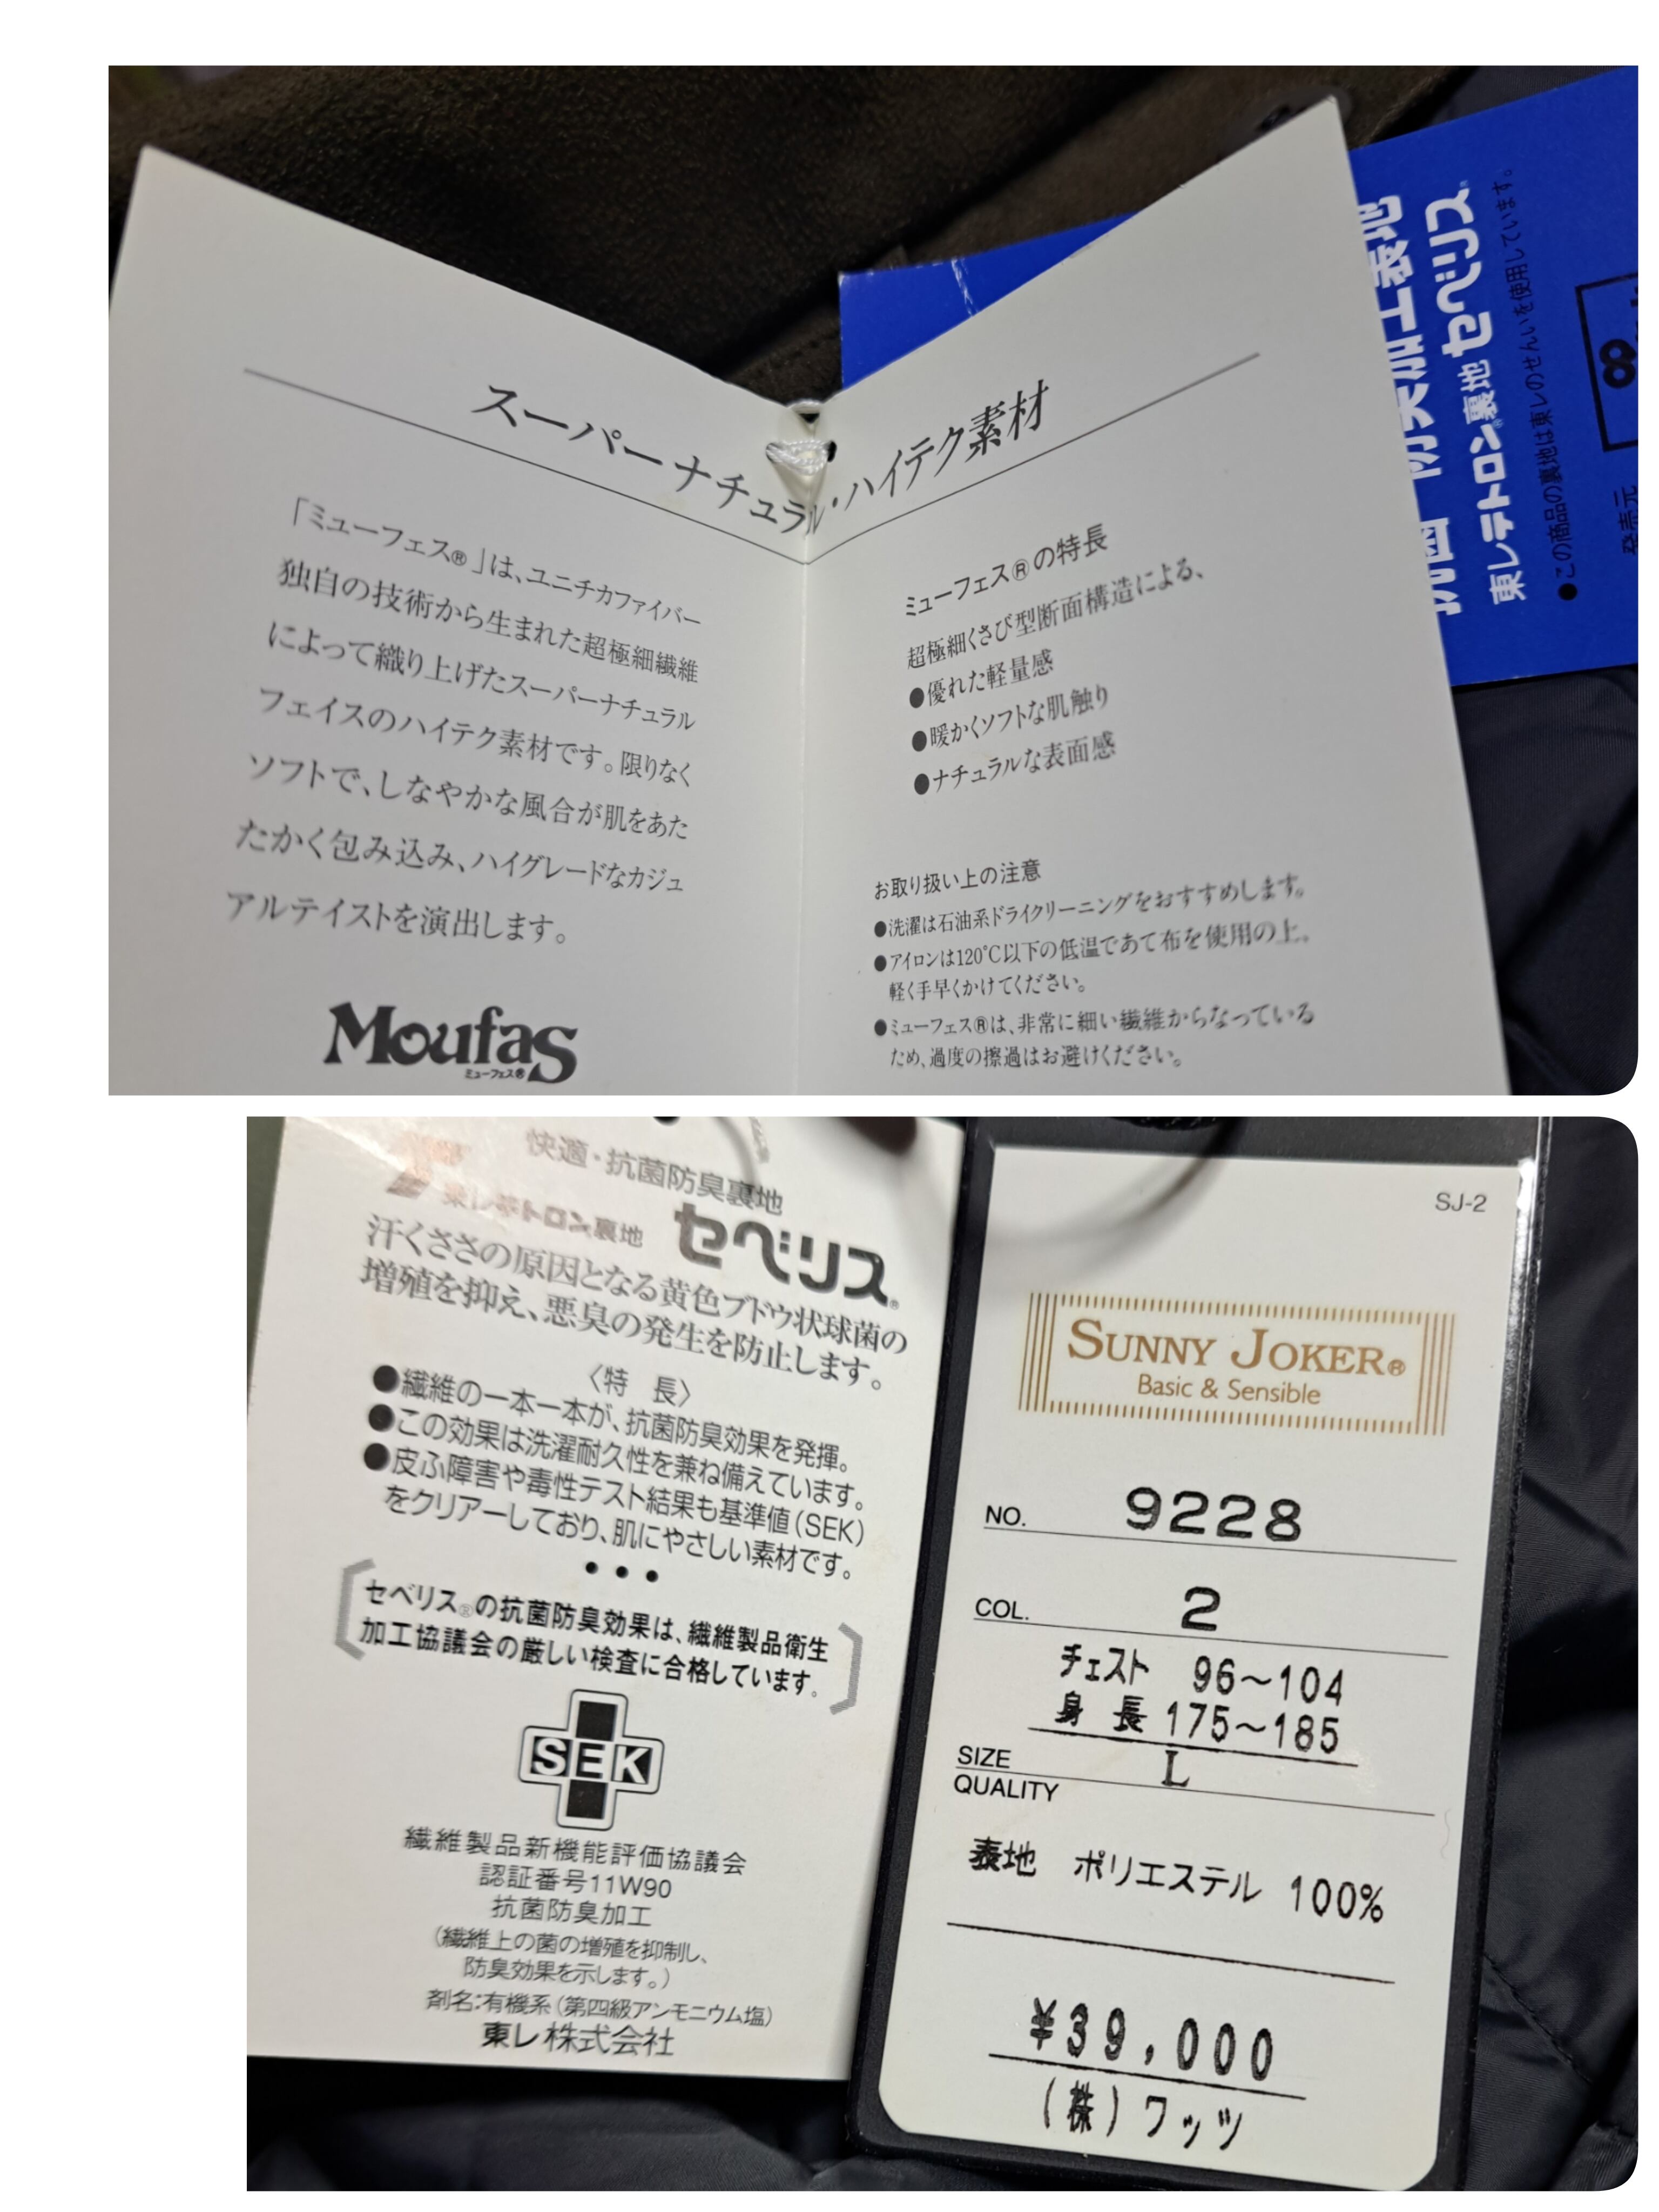 スーパーナチュラル・ハイテク素材
「ミューフェス®」は、ユニチカファイバー
独自の技術から生まれた超極細繊維
によって織り上げたスーパーナチュラル
フェイスのハイテク素材です。限りなく
ソフトで、しなやかな風合が肌をあた
たかく包み込み、ハイグレードなカジュ
アルテイストを演出します。
Moufas
ミューフェス®
ミューフェス®の特長
超極細くさび型断面構造による、
●優れた軽量感
●暖かくソフトな肌触り
●ナチュラルな表面感
お取り扱い上の注意
●洗濯は石油系ドライクリーニングをおすすめします。
●アイロンは120℃以下の低温であて布を使用の上、
軽く手早くかけてください。
●ミューフェス®は、非常に細い繊維からなっている
ため、過度の擦過はお避けください。
加工裏地
東レテトロン®裏地 セベリス®
●この商品の裏地は東レのせんいを使用しています。
発売元
快適・抗菌防臭裏地
東レテトロン裏地 セベリス®
汗くささの原因となる黄色ブドウ状球菌の
増殖を抑え、悪臭の発生を防止します。
〈特 長〉
●繊維の一本一本が、抗菌防臭効果を発揮。
●この効果は洗濯耐久性を兼ね備えています。
●皮ふ障害や毒性テスト結果も基準値(SEK)
をクリアーしており、肌にやさしい素材です。
•••
セベリス®の抗菌防臭効果は、繊維製品衛生
加工協議会の厳しい検査に合格しています。
SEK
繊維製品新機能評価協議会
認証番号11W90
抗菌防臭加工
(繊維上の菌の増殖を抑制し、
防臭効果を示します。)
剤名:有機系(第四級アンモニウム塩)
東レ株式会社
SJ-2
SUNNY JOKER®
Basic & Sensible
NO. 9228
COL. 2
チェスト 96~104
身 長 175~185
SIZE L
QUALITY
表地 ポリエステル 100%
¥39,000
(株)ワッツ